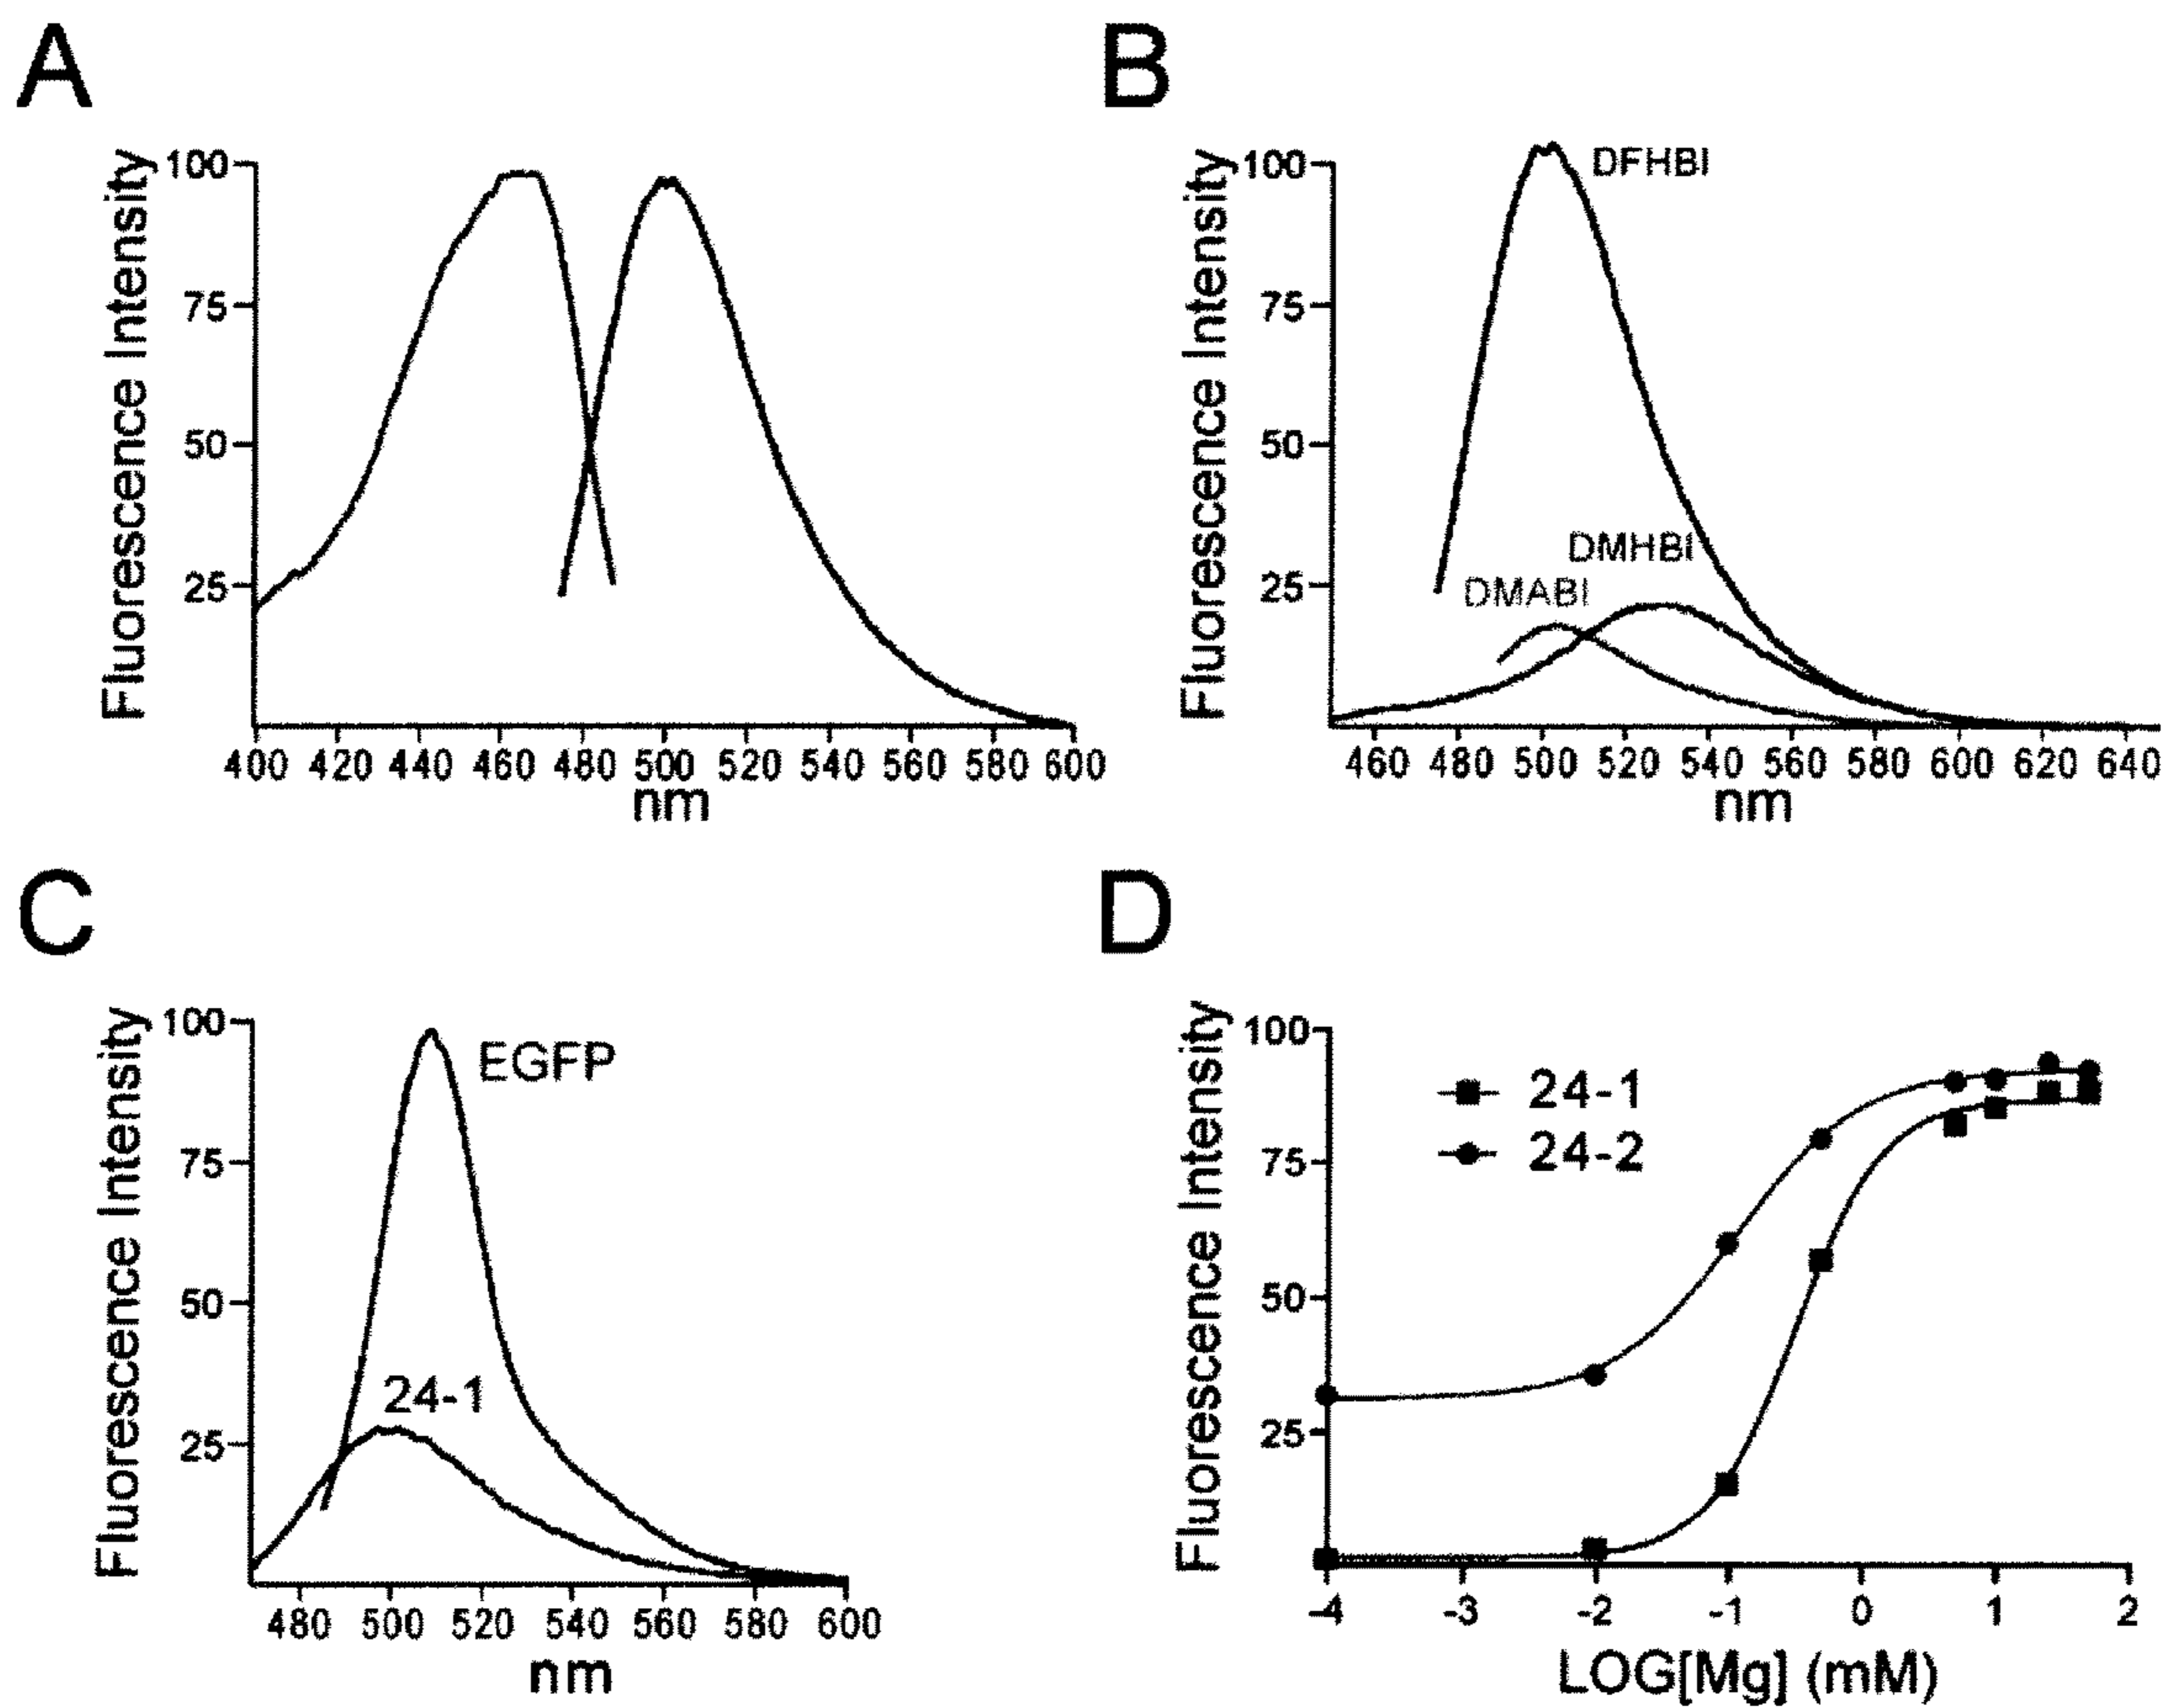 A
Fluorescence Intensity
100
75
50
25
400 420 440 460 480 500 520 540 560 580 600
nm
B
Fluorescence Intensity
100
75
50
25
DFHBI
DMHBI
DMABI
460 480 500 520 540 560 580 600 620 640
nm
C
Fluorescence Intensity
100
75
50
25
EGFP
24-1
480 500 520 540 560 580 600
nm
D
Fluorescence Intensity
100
75
50
25
24-1
24-2
-4 -3 -2 -1 0 1 2
LOG[Mg] (mM)